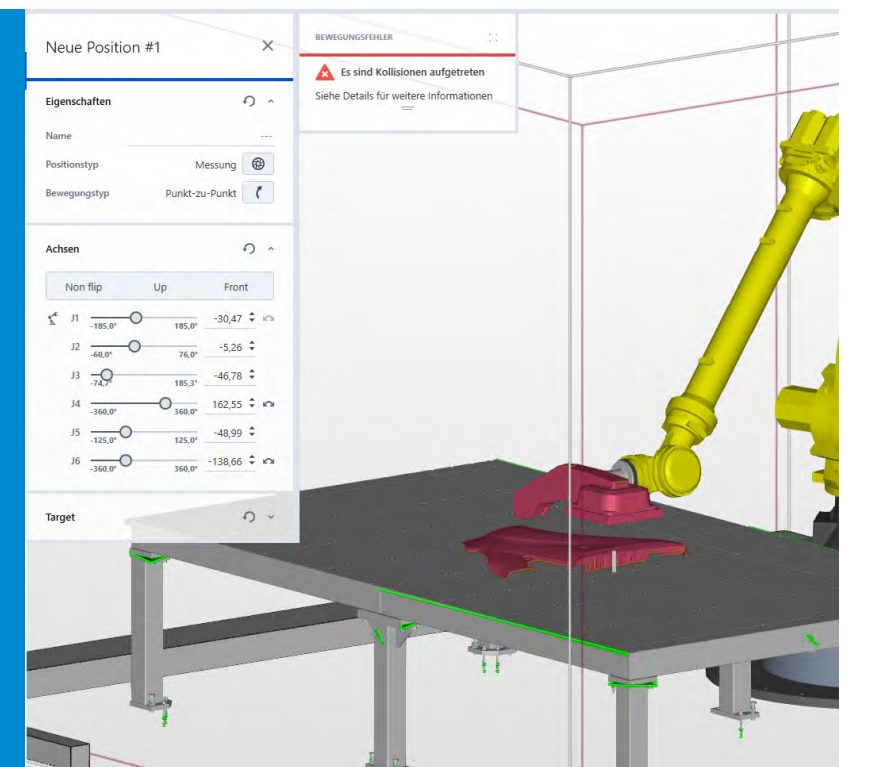 Neue Position #1
Eigenschaften
Name ---
Positionstyp Messung
Bewegungstyp Punkt-zu-Punkt
Achsen
Non flip Up Front
J1 -185,0° 185,0° -30,47
J2 -60,0° 76,0° -5,26
J3 -74,7° 185,3° -46,78
J4 -360,0° 360,0° 162,55
J5 -125,0° 125,0° -48,99
J6 -360,0° 360,0° -138,66
Target
BEWEGUNGSFEHLER
Es sind Kollisionen aufgetreten
Siehe Details für weitere Informationen